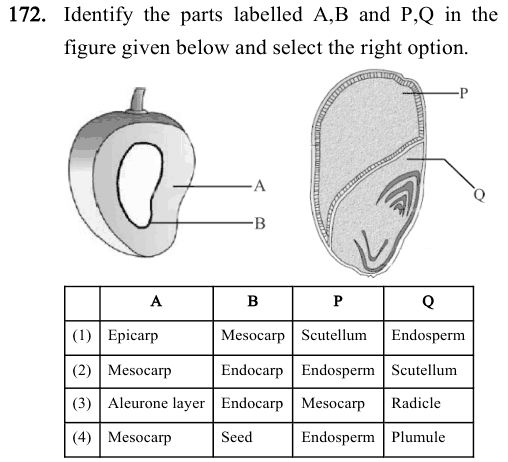 172. Identify the parts labelled A,B and P,Q in the
figure given below and select the right option.
P
A
Q
B
A B P Q
(1) Epicarp Mesocarp Scutellum Endosperm
(2) Mesocarp Endocarp Endosperm Scutellum
(3) Aleurone layer Endocarp Mesocarp Radicle
(4) Mesocarp Seed Endosperm Plumule